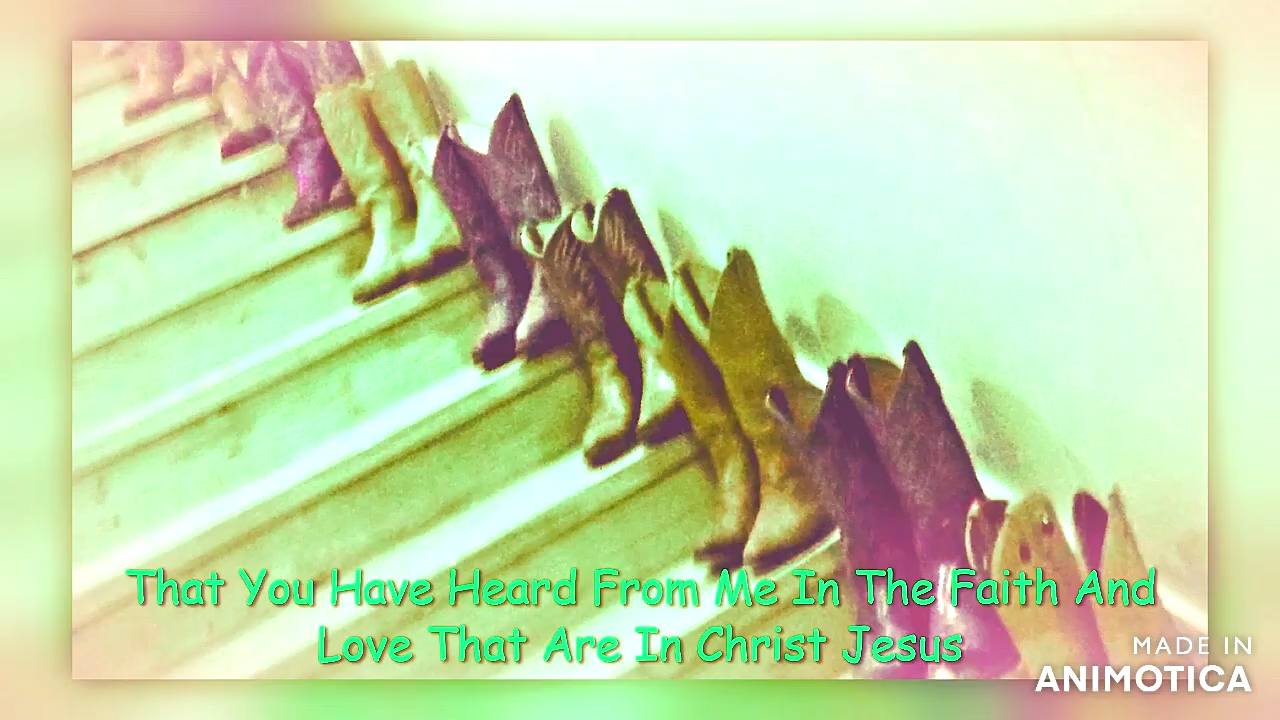 That You Have Heard From Me In The Faith And
Love That Are In Christ Jesus
MADE IN
ANIMOTICA